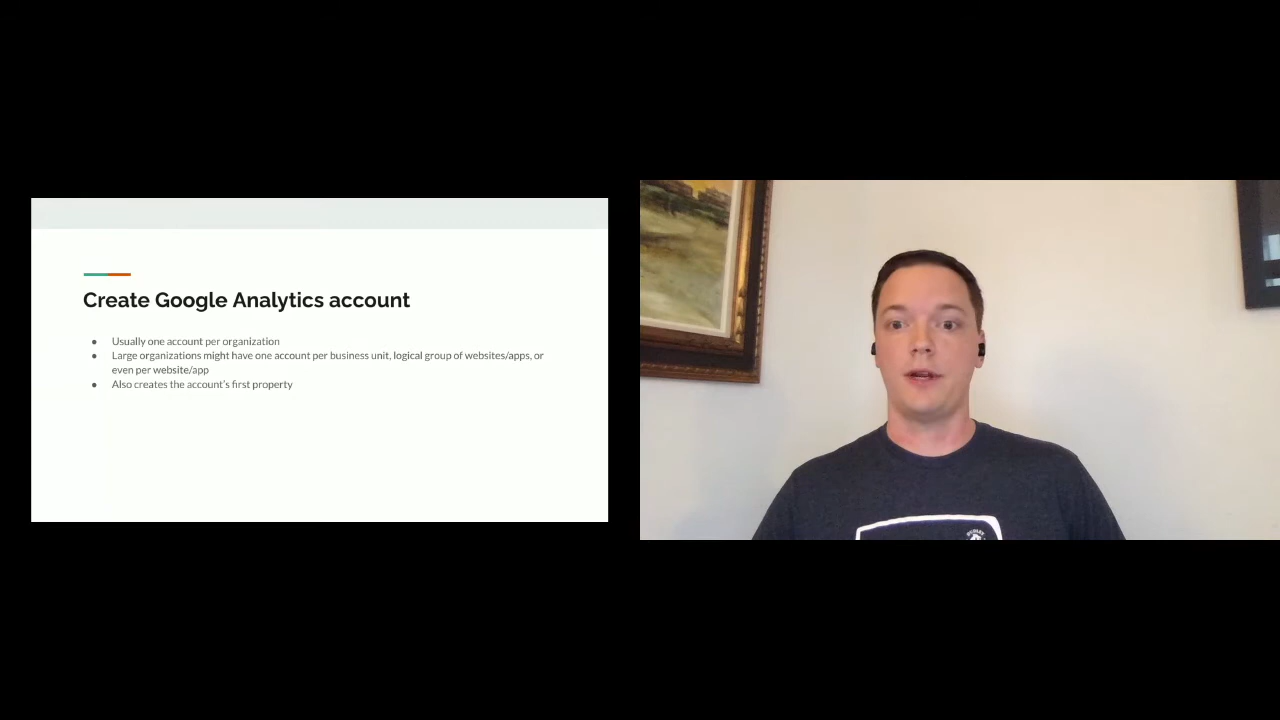 Create Google Analytics account
● Usually one account per organization
● Large organizations might have one account per business unit, logical group of websites/apps, or
even per website/app
● Also creates the account's first property